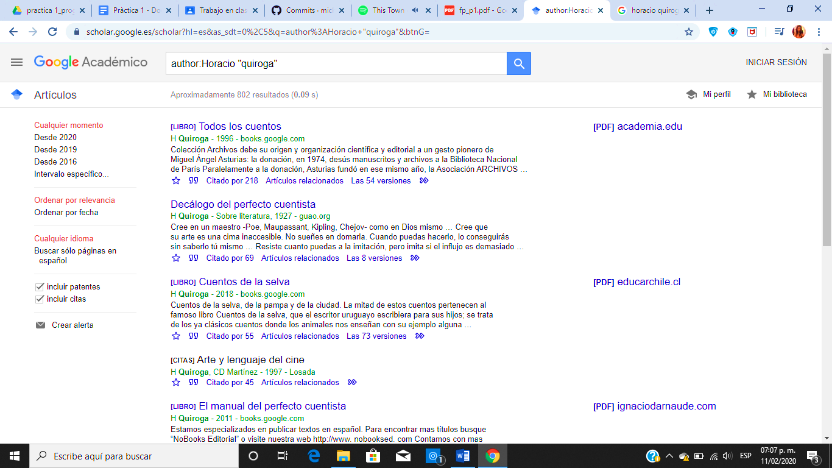 practica 1_pro
Práctica 1 - Do
Trabajo en clas
Commits · mic
This Town
fp_p1.pdf - Go
author:Horacio
horacio quirog
scholar.google.es/scholar?hl=es&as_sdt=0%2C5&q=author%3AHoracio+"quiroga"&btnG=
Google Académico
author:Horacio "quiroga"
INICIAR SESIÓN
Artículos
Aproximadamente 802 resultados (0.09 s)
Mi perfil
Mi biblioteca
Cualquier momento
Desde 2020
Desde 2019
Desde 2016
Intervalo específico...
Ordenar por relevancia
Ordenar por fecha
Cualquier idioma
Buscar sólo páginas en
español
incluir patentes
incluir citas
Crear alerta
[LIBRO] Todos los cuentos
H Quiroga - 1996 - books.google.com
Colección Archivos debe su origen y organización científica y editorial a un gasto pionero de
Miguel Ángel Asturias: la donación, en 1974, desús manuscritos y archivos a la Biblioteca Nacional
de París Paralelamente a la donación, Asturias fundó en ese mismo año, la Asociación ARCHIVOS ...
Citado por 218 Artículos relacionados Las 54 versiones
[PDF] academia.edu
Decálogo del perfecto cuentista
H Quiroga - Sobre literatura, 1927 - guao.org
Cree en un maestro -Poe, Maupassant, Kipling, Chejov- como en Dios mismo ... Cree que
su arte es una cima inaccesible. No sueñes en domarla. Cuando puedas hacerlo, lo conseguirás
sin saberlo tú mismo ... Resiste cuanto puedas a la imitación, pero imita si el influjo es demasiado ..
Citado por 69 Artículos relacionados Las 8 versiones
[LIBRO] Cuentos de la selva
H Quiroga - 2018 - books.google.com
Cuentos de la selva, de la pampa y de la ciudad. La mitad de estos cuentos pertenecen al
famoso libro Cuentos de la selva, que el escritor uruguayo escribiera para sus hijos; se trata
de los ya clásicos cuentos donde los animales nos enseñan con su ejemplo alguna ...
Citado por 55 Artículos relacionados Las 73 versiones
[PDF] educarchile.cl
[CITAS] Arte y lenguaje del cine
H Quiroga, CD Martínez - 1997 - Losada
Citado por 45 Artículos relacionados
[LIBRO] El manual del perfecto cuentista
H Quiroga - 2011 - books.google.com
Estamos especializados en publicar textos en español. Para encontrar mas títulos busque
"NoBooks Editorial" o visite nuestra web http://www. nobooksed. com Contamos con mas
[PDF] ignaciodarnaude.com
Escribe aquí para buscar
ESP
07:07 p. m.
11/02/2020
3